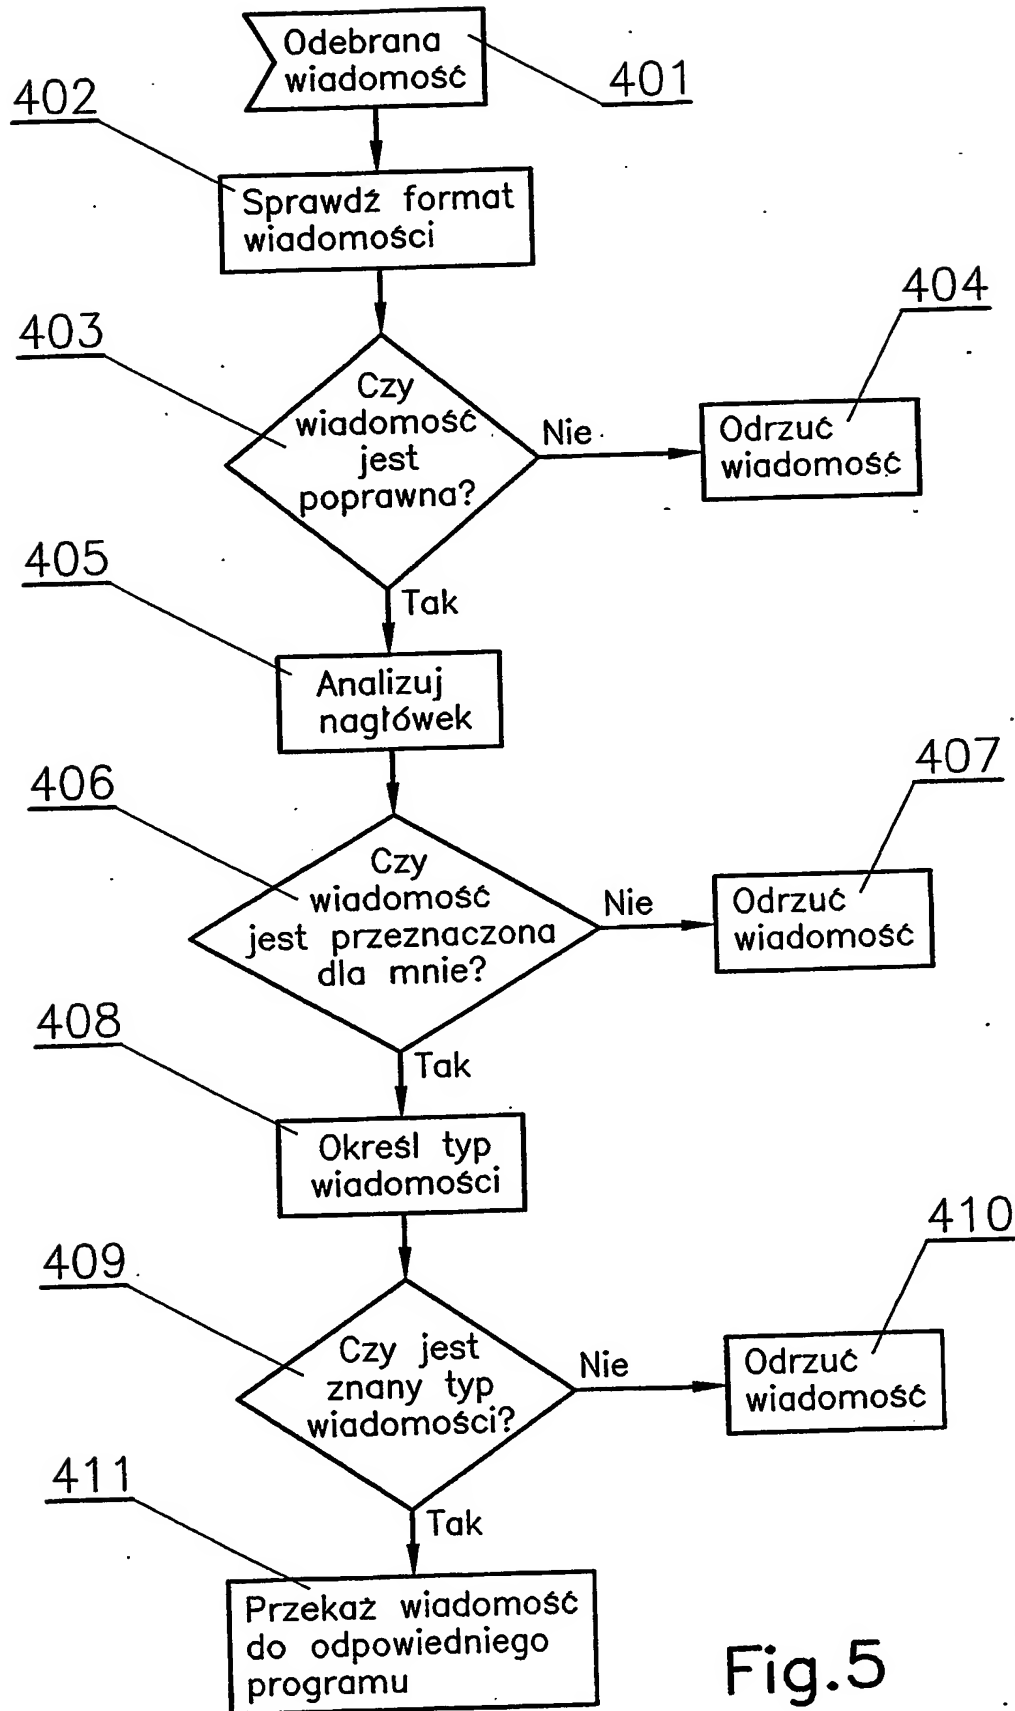 Odebrana
wiadomość
401
402
Sprawdź format
wiadomości
403
404
Czy
wiadomość
jest
poprawna?
Nie
Odrzuć
wiadomość
Tak
405
Analizuj
nagłówek
406
407
Czy
wiadomość
jest przeznaczona
dla mnie?
Nie
Odrzuć
wiadomość
Tak
408
Określ typ
wiadomości
409
410
Czy jest
znany typ
wiadomości?
Nie
Odrzuć
wiadomość
Tak
411
Przekaż wiadomość
do odpowiedniego
programu
Fig.5